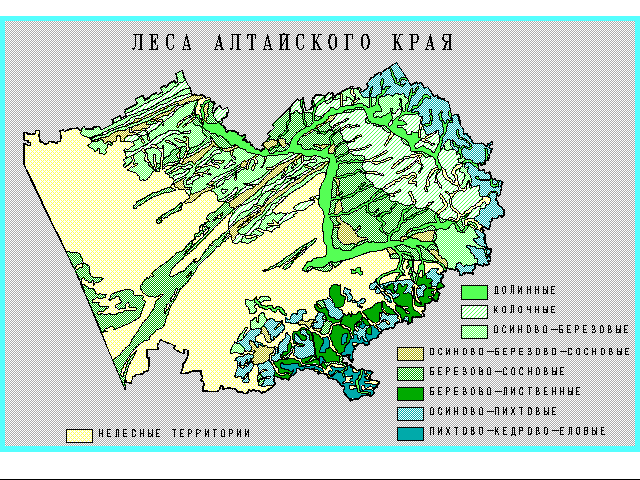 ЛЕСА АЛТАЙСКОГО КРАЯ
ДОЛИННЫЕ
КОЛОЧНЫЕ
ОСИНОВО-БЕРЕЗОВЫЕ
ОСИНОВО-БЕРЕЗОВО-СОСНОВЫЕ
БЕРЕЗОВО-СОСНОВЫЕ
БЕРЕЗОВО-ЛИСТВЕННЫЕ
ОСИНОВО-ПИХТОВЫЕ
ПИХТОВО-КЕДРОВО-ЕЛОВЫЕ
НЕЛЕСНЫЕ ТЕРРИТОРИИ